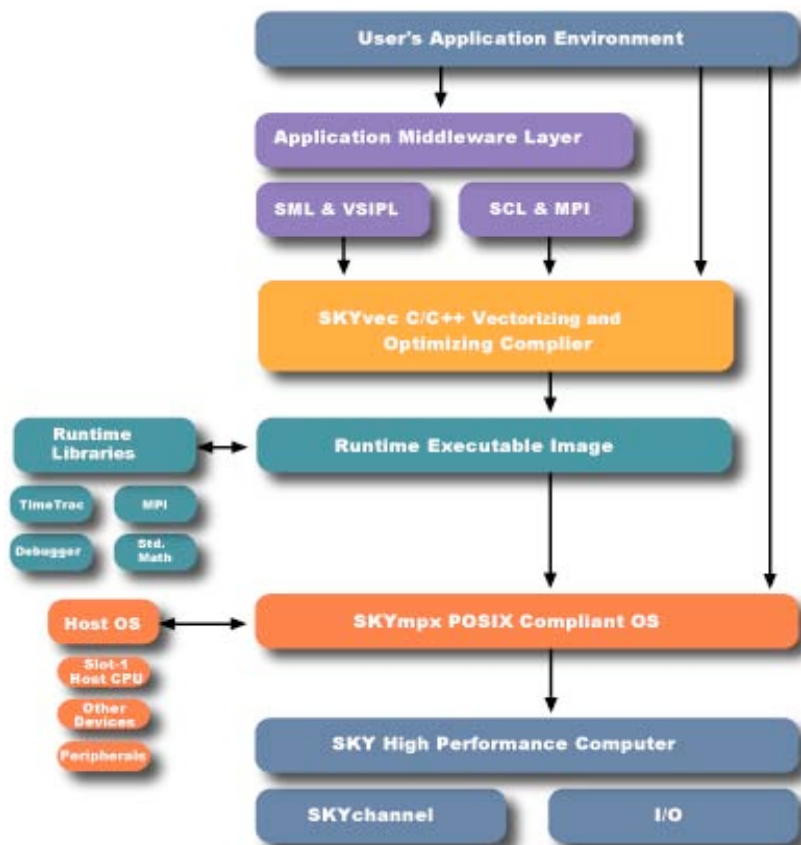 User's Application Environment
Application Middleware Layer
SML & VSIPL
SCL & MPI
SKYvec C/C++ Vectorizing and
Optimizing Complier
Runtime
Libraries
Runtime Executable Image
TimeTrac
MPI
Debugger
Std.
Math
Host OS
SKYmpx POSIX Compliant OS
Slot-1
Host CPU
Other
Devices
Peripherals
SKY High Performance Computer
SKYchannel
I/O